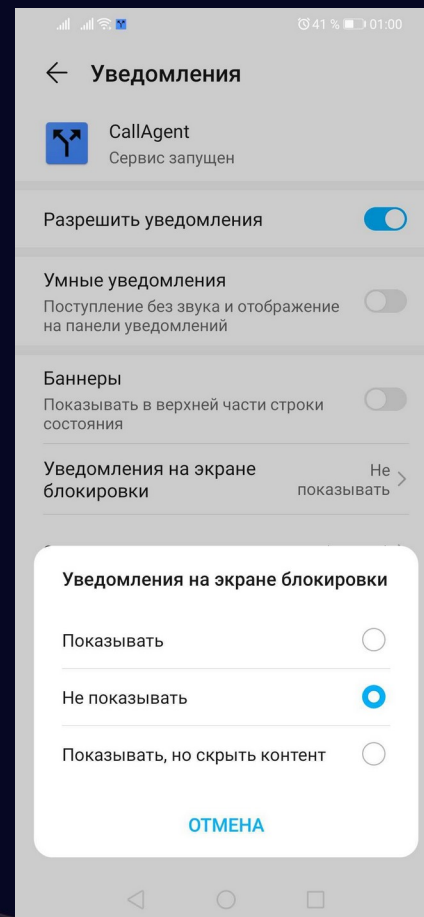 41 % 01:00
Уведомления
CallAgent
Сервис запущен
Разрешить уведомления
Умные уведомления
Поступление без звука и отображение
на панели уведомлений
Баннеры
Показывать в верхней части строки
состояния
Уведомления на экране
блокировки
Не
показывать
Уведомления на экране блокировки
Показывать
Не показывать
Показывать, но скрыть контент
ОТМЕНА